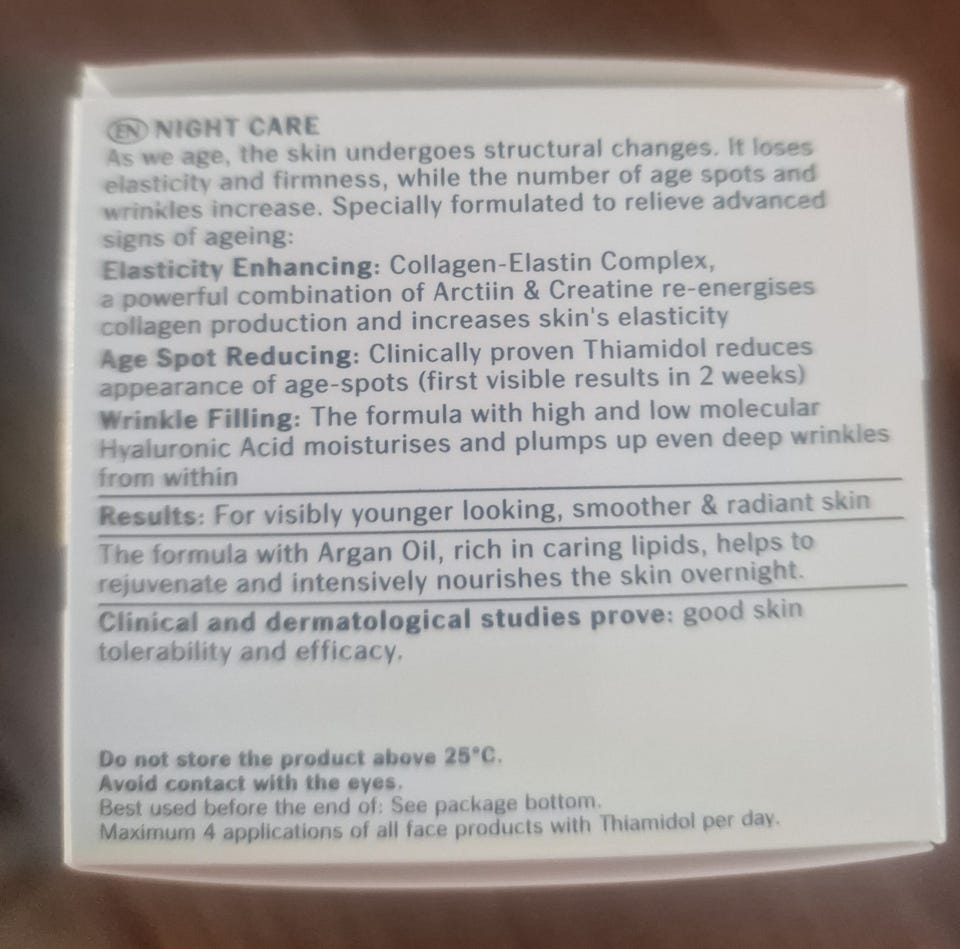 EN NIGHT CARE
As we age, the skin undergoes structural changes. It loses
elasticity and firmness, while the number of age spots and
wrinkles increase. Specially formulated to relieve advanced
signs of ageing:
Elasticity Enhancing: Collagen-Elastin Complex,
a powerful combination of Arctiin & Creatine re-energises
collagen production and increases skin's elasticity
Age Spot Reducing: Clinically proven Thiamidol reduces
appearance of age-spots (first visible results in 2 weeks)
Wrinkle Filling: The formula with high and low molecular
Hyaluronic Acid moisturises and plumps up even deep wrinkles
from within
Results: For visibly younger looking, smoother & radiant skin
The formula with Argan Oil, rich in caring lipids, helps to
rejuvenate and intensively nourishes the skin overnight.
Clinical and dermatological studies prove: good skin
tolerability and efficacy.
Do not store the product above 25°C.
Avoid contact with the eyes.
Best used before the end of: See package bottom.
Maximum 4 applications of all face products with Thiamidol per day.